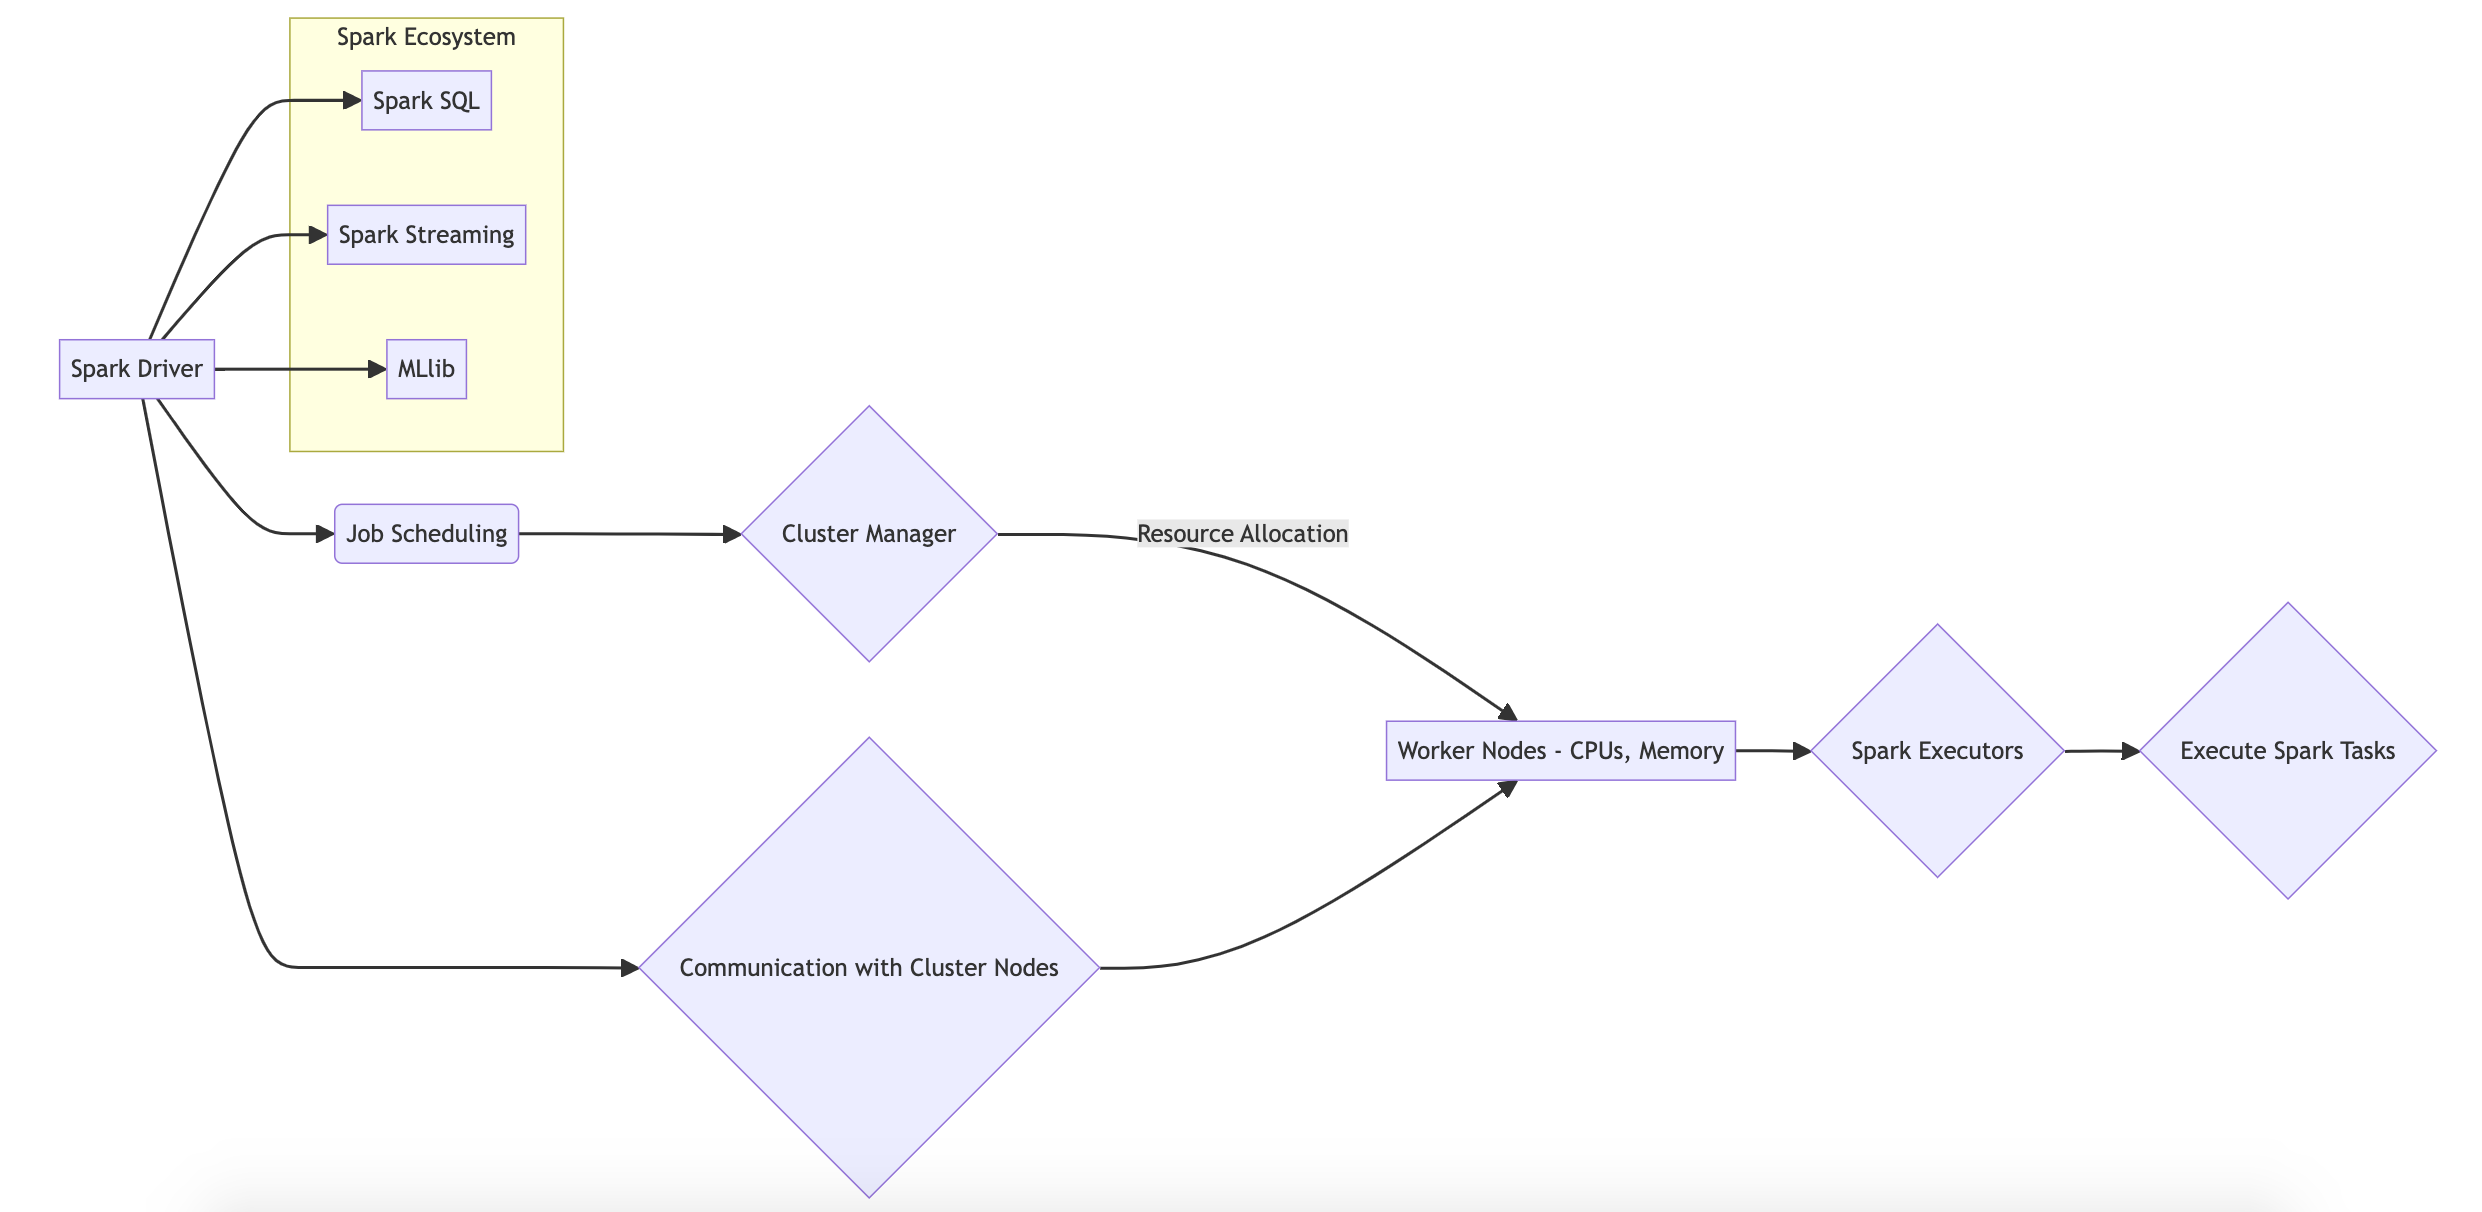 Spark Ecosystem
Spark SQL
Spark Streaming
Spark Driver
MLlib
Job Scheduling
Cluster Manager
Resource Allocation
Worker Nodes - CPUs, Memory
Spark Executors
Execute Spark Tasks
Communication with Cluster Nodes